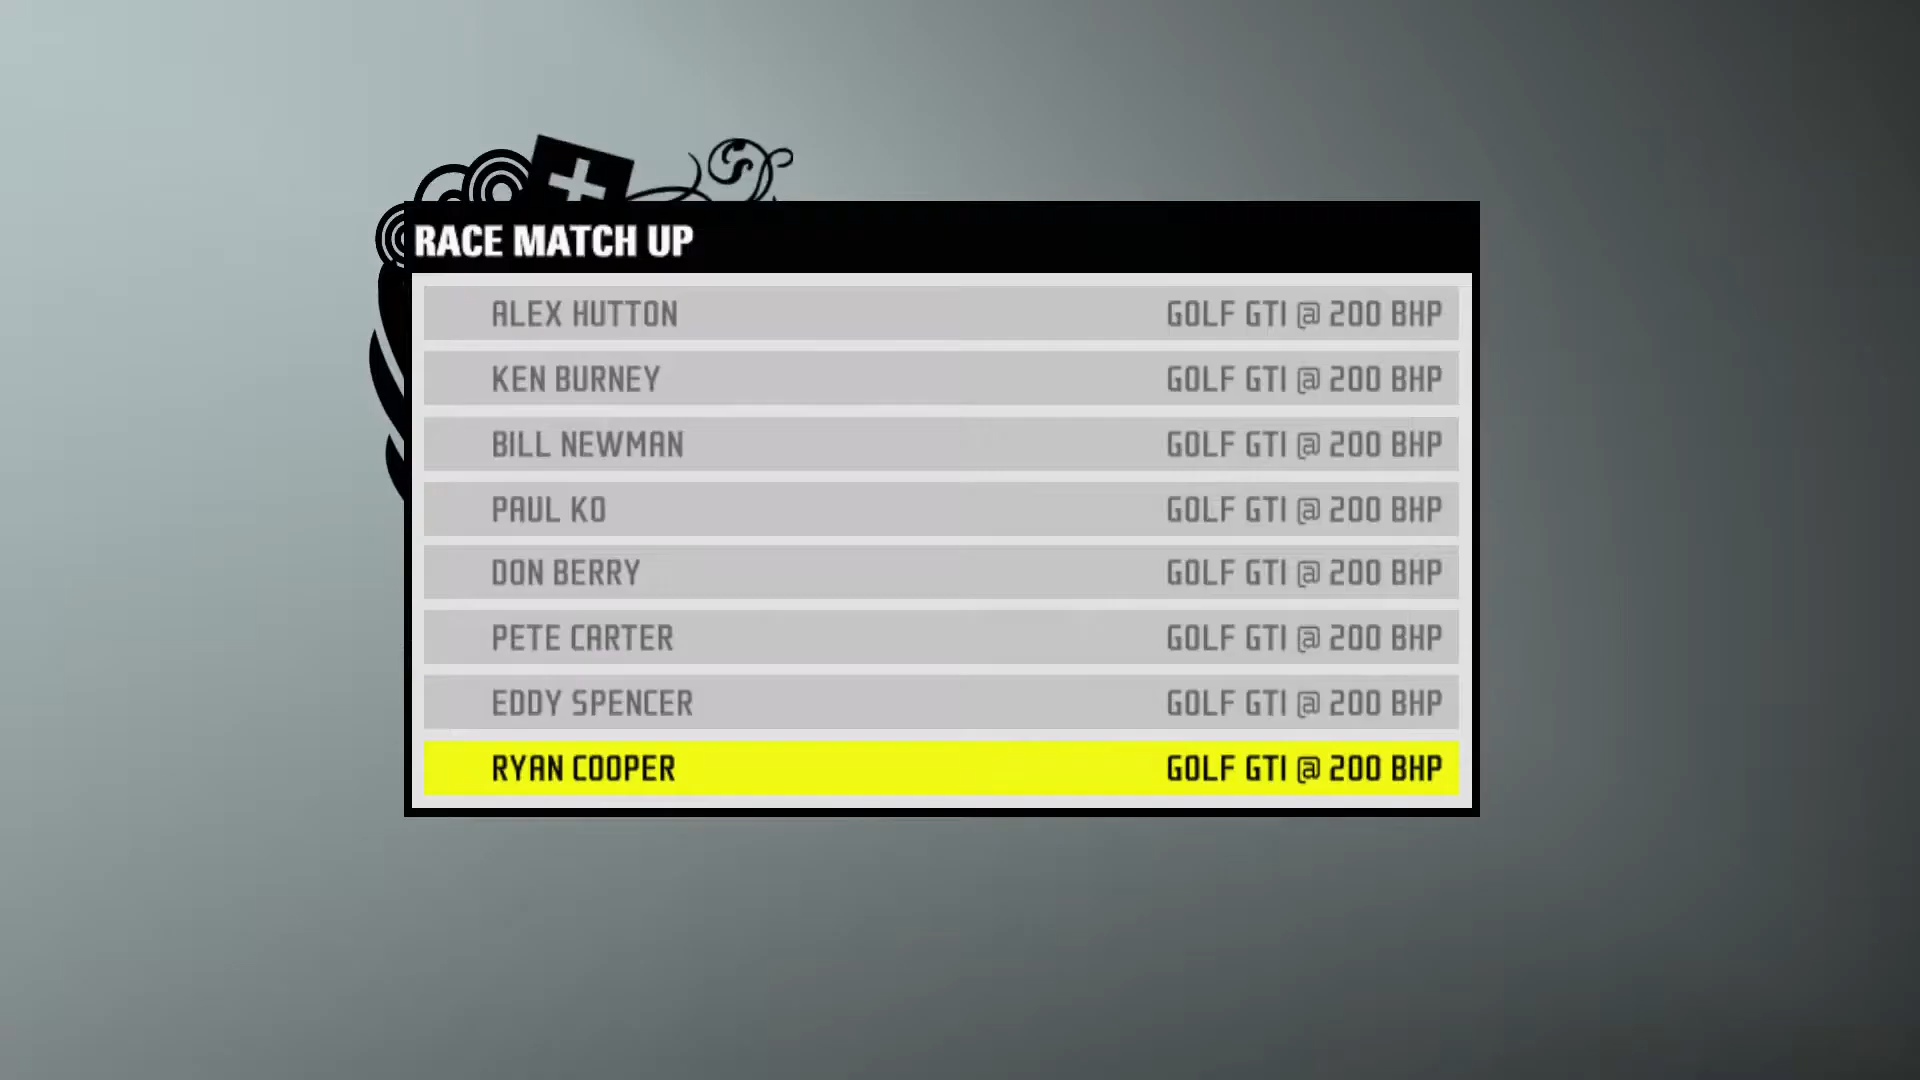 RACE MATCH UP
ALEX HUTTON GOLF GTI @ 200 BHP
KEN BURNEY GOLF GTI @ 200 BHP
BILL NEWMAN GOLF GTI @ 200 BHP
PAUL KO GOLF GTI @ 200 BHP
DON BERRY GOLF GTI @ 200 BHP
PETE CARTER GOLF GTI @ 200 BHP
EDDY SPENCER GOLF GTI @ 200 BHP
RYAN COOPER GOLF GTI @ 200 BHP